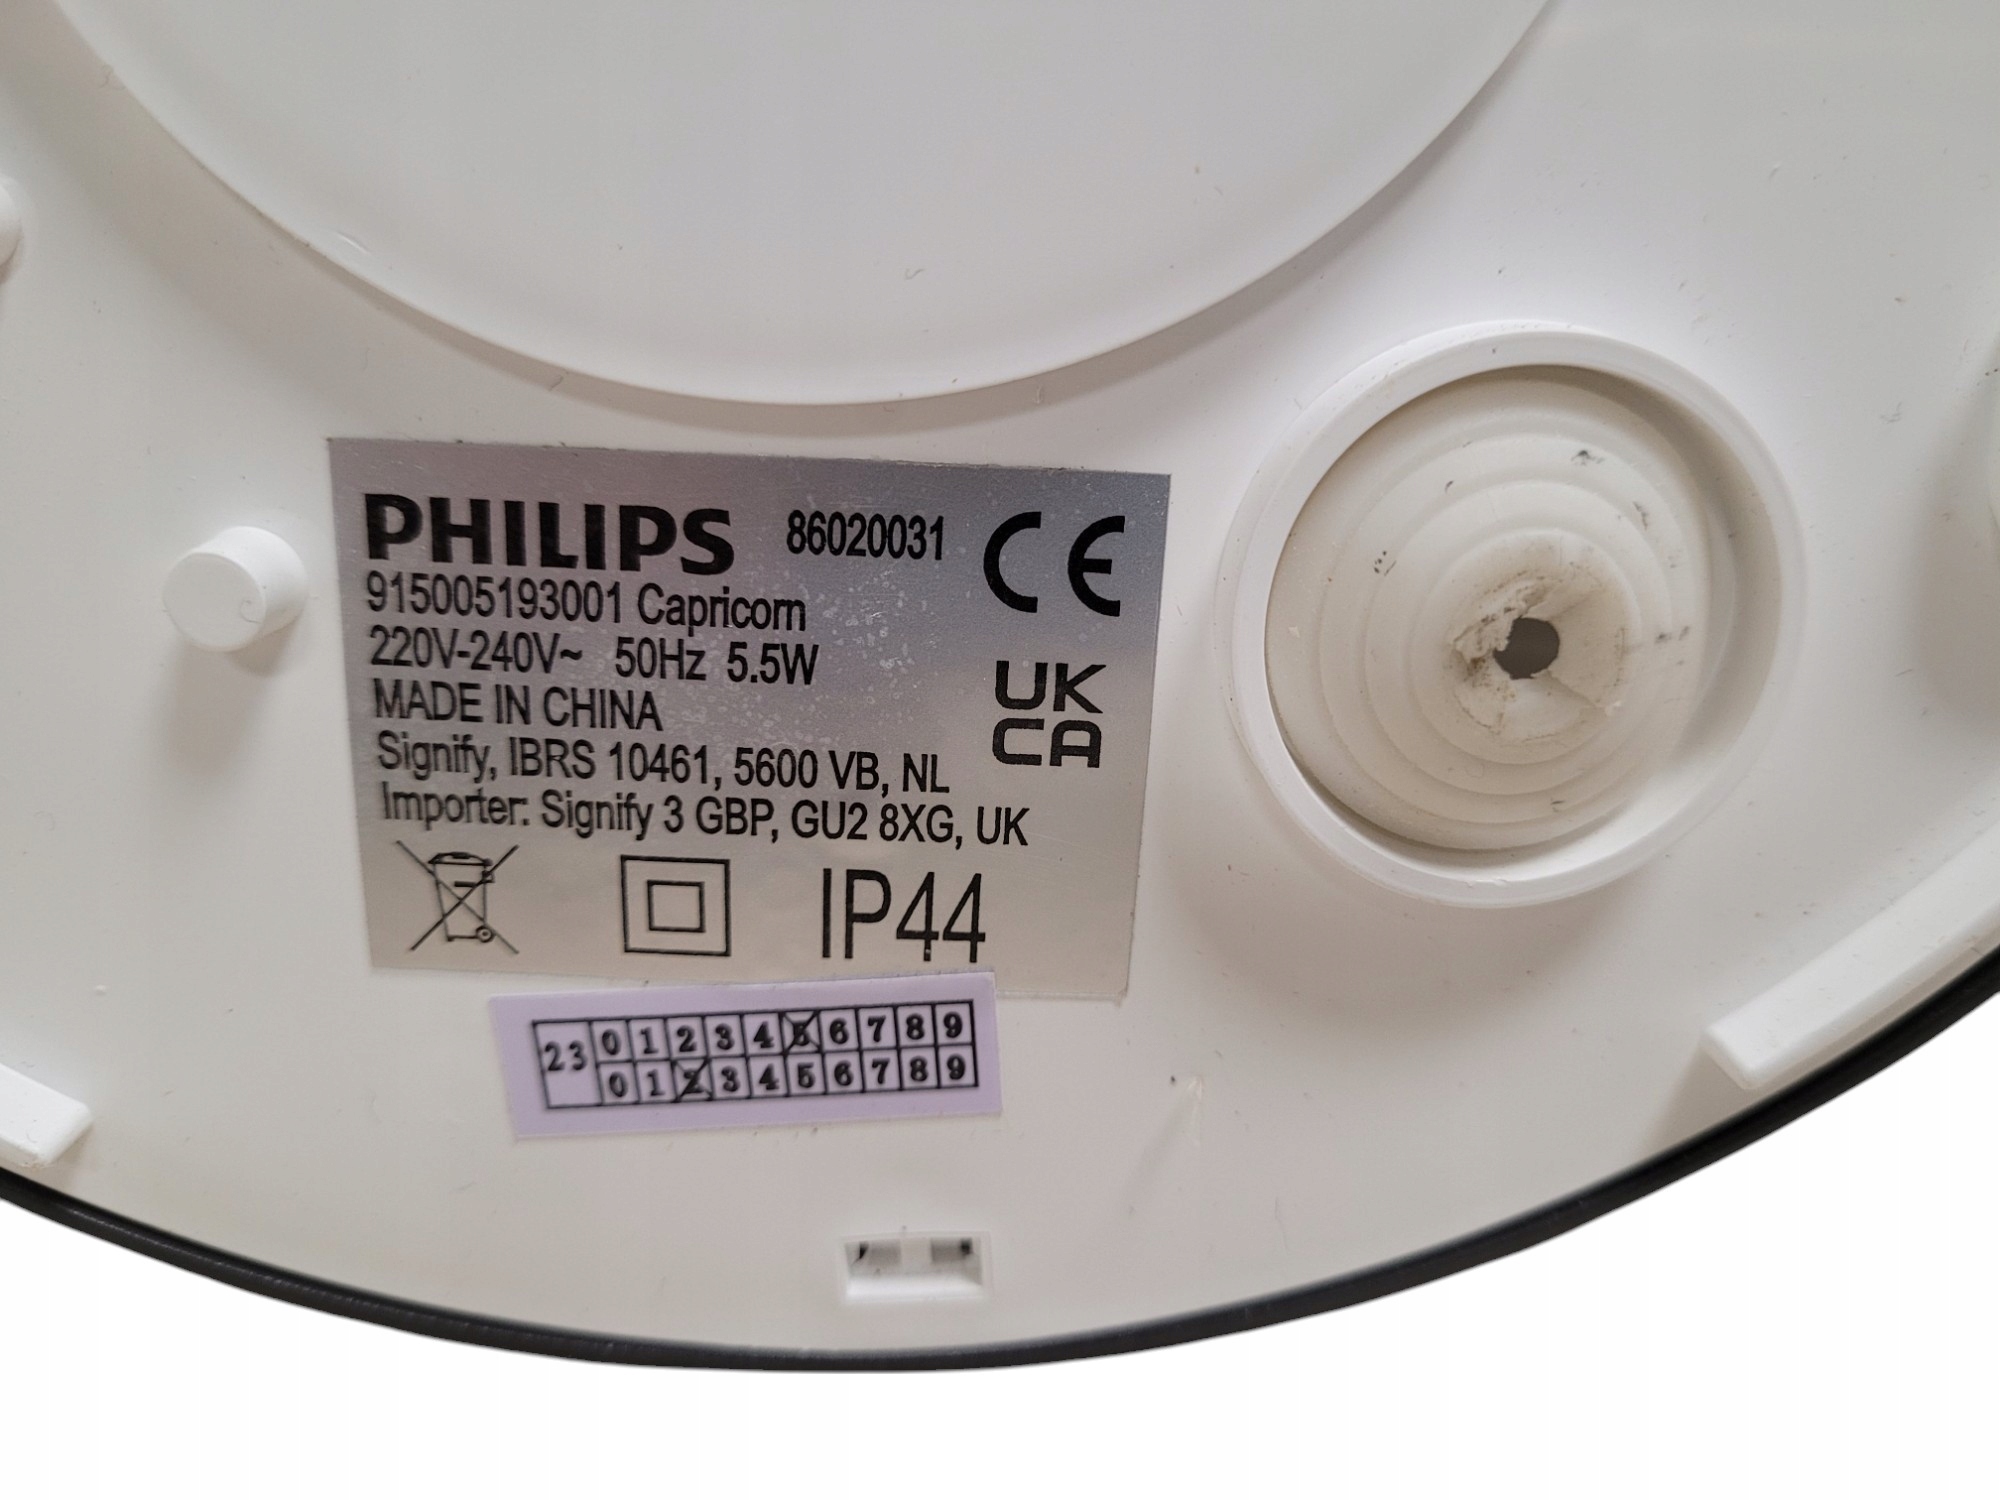 PHILIPS 86020031 CE
915005193001 Capricorn
220V-240V~ 50Hz 5.5W
MADE IN CHINA
UK
CA
Signify, IBRS 10461, 5600 VB, NL
Importer: Signify 3 GBP, GU2 8XG, UK
IP44
23 0 1 2 3 4 5 6 7 8 9
0 1 2 3 4 5 6 7 8 9